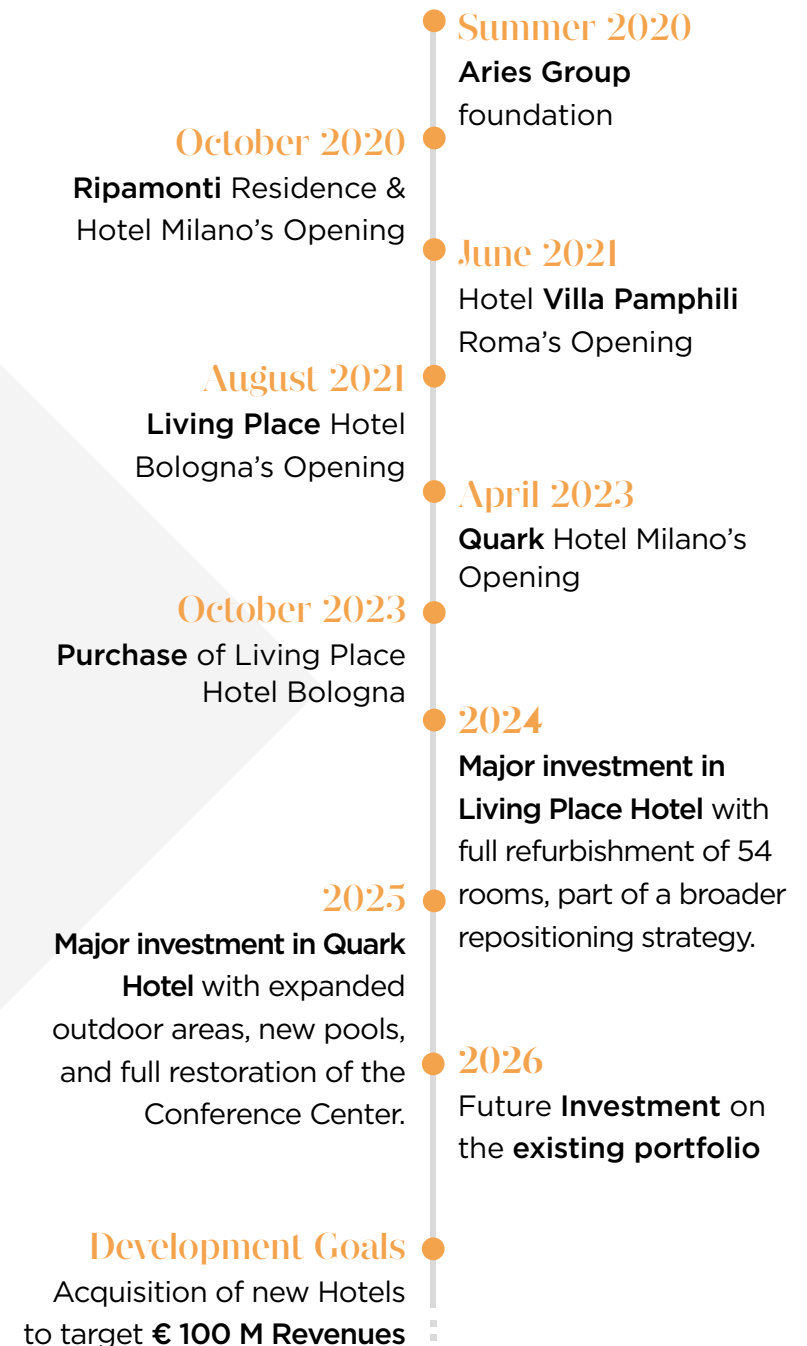 Summer 2020
Aries Group
foundation
October 2020
Ripamonti Residence &
Hotel Milano’s Opening
June 2021
Hotel Villa Pamphili
Roma’s Opening
August 2021
Living Place Hotel
Bologna’s Opening
April 2023
Quark Hotel Milano’s
Opening
October 2023
Purchase of Living Place
Hotel Bologna
2024
Major investment in
Living Place Hotel with
full refurbishment of 54
rooms, part of a broader
repositioning strategy.
2025
Major investment in Quark
Hotel with expanded
outdoor areas, new pools,
and full restoration of the
Conference Center.
2026
Future Investment on
the existing portfolio
Development Goals
Acquisition of new Hotels
to target € 100 M Revenues